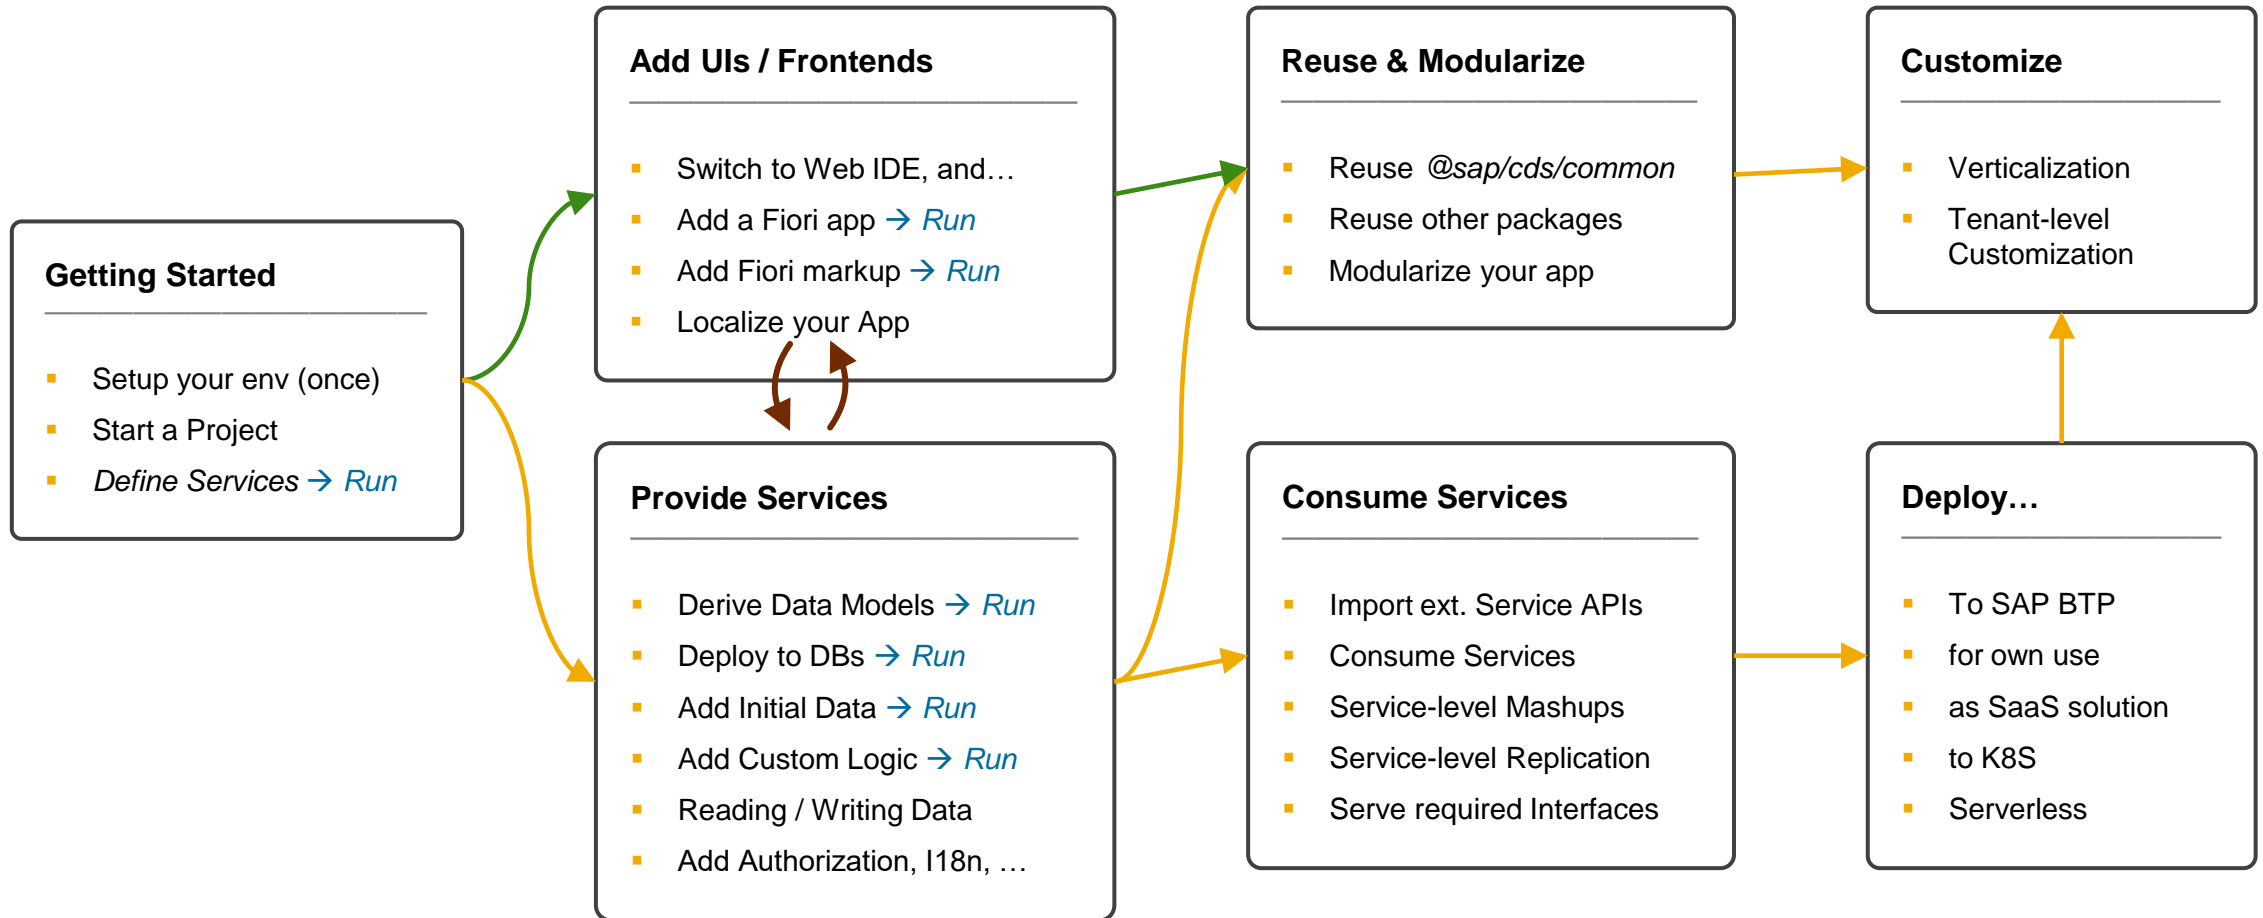 Getting Started
Setup your env (once)
Start a Project
Define Services → Run
Add UIs / Frontends
Switch to Web IDE, and…
Add a Fiori app → Run
Add Fiori markup → Run
Localize your App
Provide Services
Derive Data Models → Run
Deploy to DBs → Run
Add Initial Data → Run
Add Custom Logic → Run
Reading / Writing Data
Add Authorization, I18n, …
Reuse & Modularize
Reuse @sap/cds/common
Reuse other packages
Modularize your app
Consume Services
Import ext. Service APIs
Consume Services
Service-level Mashups
Service-level Replication
Serve required Interfaces
Customize
Verticalization
Tenant-level
Customization
Deploy…
To SAP BTP
for own use
as SaaS solution
to K8S
Serverless